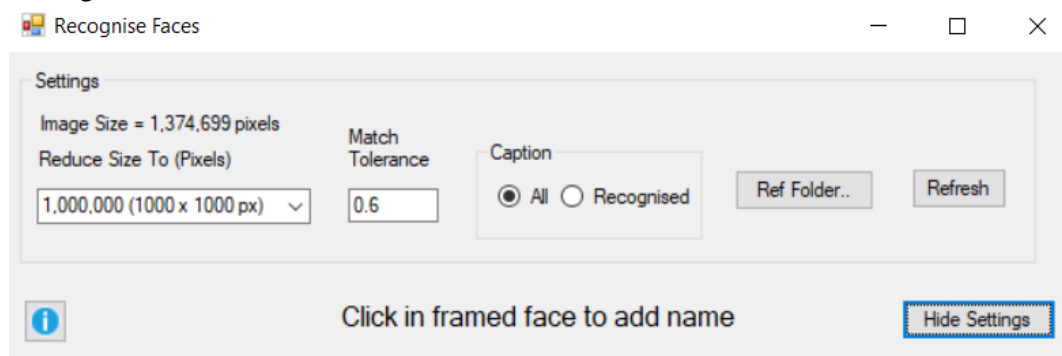 Recognise Faces
Settings
Image Size = 1,374,699 pixels
Reduce Size To (Pixels)
1,000,000 (1000 x 1000 px)
Match
Tolerance
0.6
Caption
All
Recognised
Ref Folder..
Refresh
Click in framed face to add name
Hide Settings